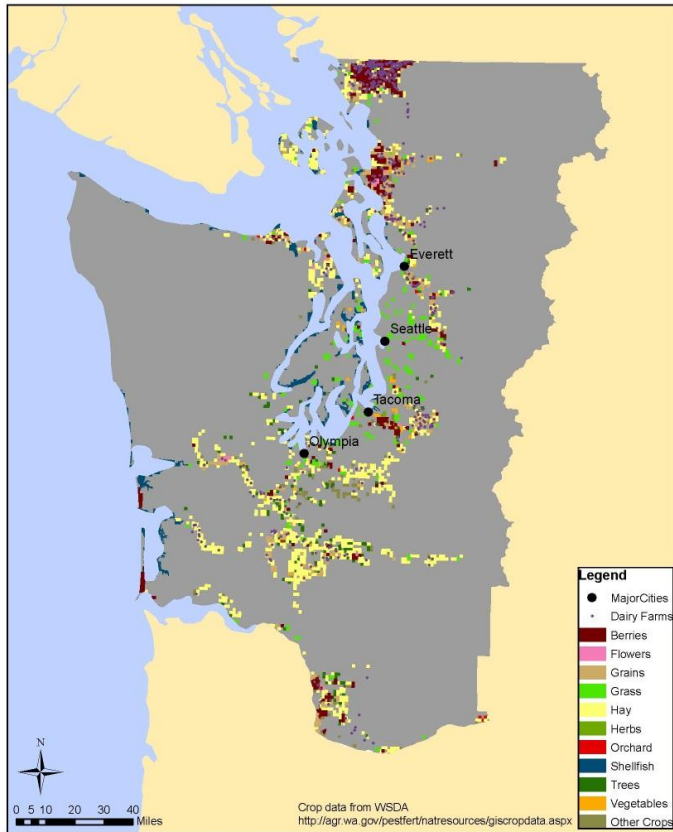 Everett
Seattle
Tacoma
Olympia
Legend
MajorCities
Dairy Farms
Berries
Flowers
Grains
Grass
Hay
Herbs
Orchard
Shellfish
Trees
Vegetables
Other Crops
N
0 5 10 20 30 40
Miles
Crop data from WSDA
http://agr.wa.gov/pestfert/natresources/giscropdata.aspx